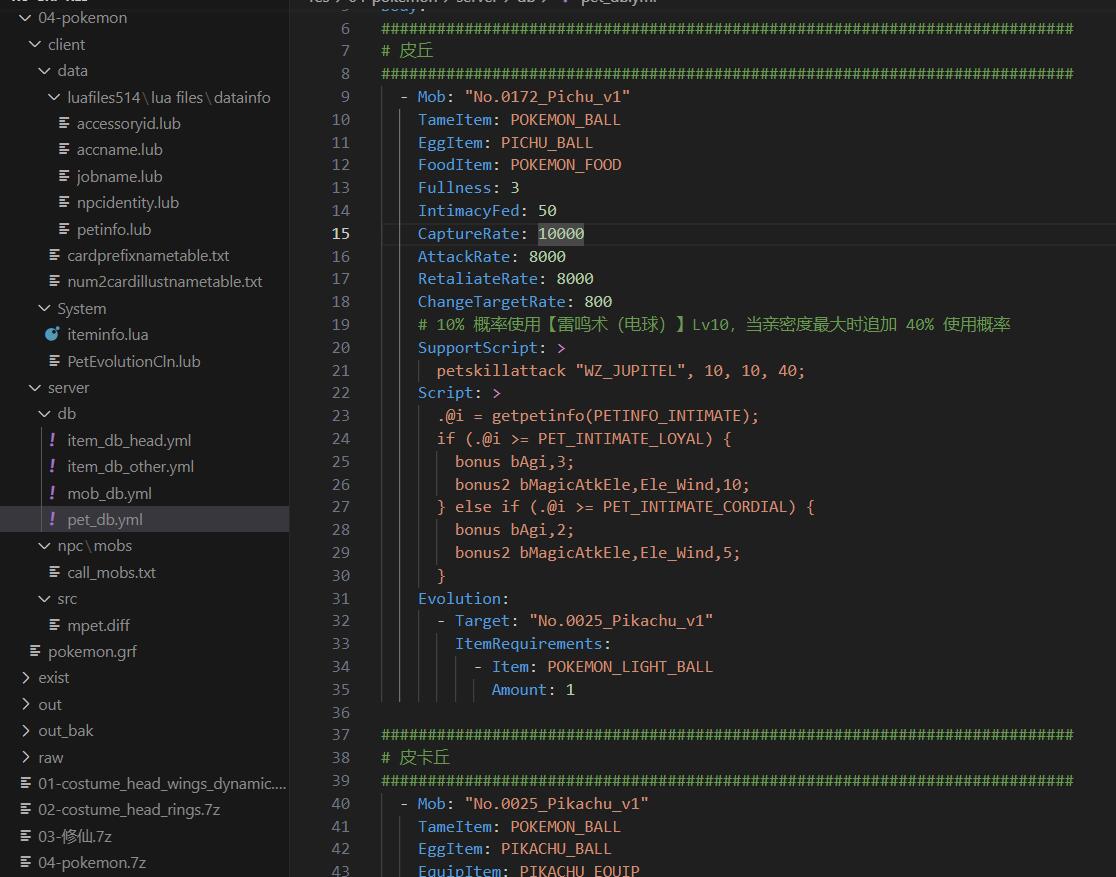 04-pokemon
client
data
luafiles514\lua files\datainfo
accessoryid.lub
accname.lub
jobname.lub
npcidentity.lub
petinfo.lub
cardprefixnametable.txt
num2cardillustnametable.txt
System
iteminfo.lua
PetEvolutionCln.lub
server
db
item_db_head.yml
item_db_other.yml
mob_db.yml
pet_db.yml
npc\mobs
call_mobs.txt
src
mpet.diff
pokemon.grf
exist
out
out_bak
raw
01-costume_head_wings_dynamic....
02-costume_head_rings.7z
03-修仙.7z
04-pokemon.7z
6 ###########################################################################
7 # 皮丘
8 ###########################################################################
9 - Mob: "No.0172_Pichu_v1"
10 TameItem: POKEMON_BALL
11 EggItem: PICHU_BALL
12 FoodItem: POKEMON_FOOD
13 Fullness: 3
14 IntimacyFed: 50
15 CaptureRate: 10000
16 AttackRate: 8000
17 RetaliateRate: 8000
18 ChangeTargetRate: 800
19 # 10% 概率使用【雷鸣术（电球）】Lv10, 当亲密度最大时追加 40% 使用概率
20 SupportScript: >
21 petskillattack "WZ_JUPITEL", 10, 10, 40;
22 Script: >
23 .@i = getpetinfo(PETINFO_INTIMATE);
24 if (.@i >= PET_INTIMATE_LOYAL) {
25 bonus bAgi,3;
26 bonus2 bMagicAtkEle,Ele_Wind,10;
27 } else if (.@i >= PET_INTIMATE_CORDIAL) {
28 bonus bAgi,2;
29 bonus2 bMagicAtkEle,Ele_Wind,5;
30 }
31 Evolution:
32 - Target: "No.0025_Pikachu_v1"
33 ItemRequirements:
34 - Item: POKEMON_LIGHT_BALL
35 Amount: 1
36
37 ###########################################################################
38 # 皮卡丘
39 ###########################################################################
40 - Mob: "No.0025_Pikachu_v1"
41 TameItem: POKEMON_BALL
42 EggItem: PIKACHU_BALL
43 EquipItem: PIKACHU_EQUIP